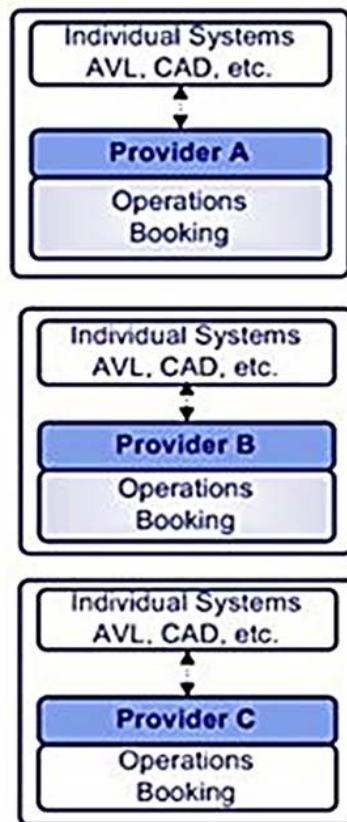 Individual Systems
AVL, CAD, etc.
Provider A
Operations
Booking
Individual Systems
AVL, CAD, etc.
Provider B
Operations
Booking
Individual Systems
AVL, CAD, etc.
Provider C
Operations
Booking